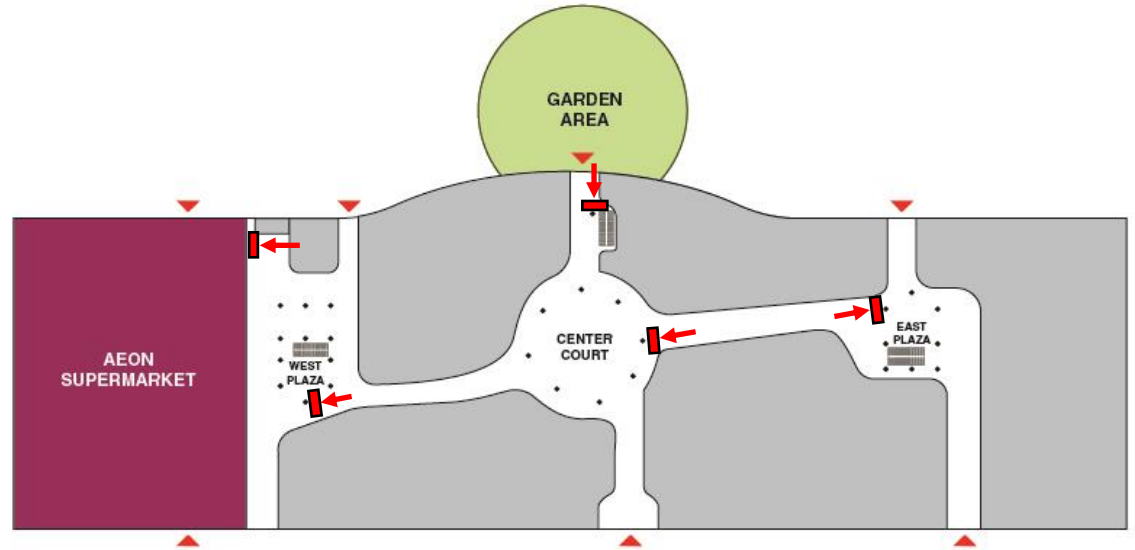 GARDEN
AREA
AEON
SUPERMARKET
WEST
PLAZA
CENTER
COURT
EAST
PLAZA